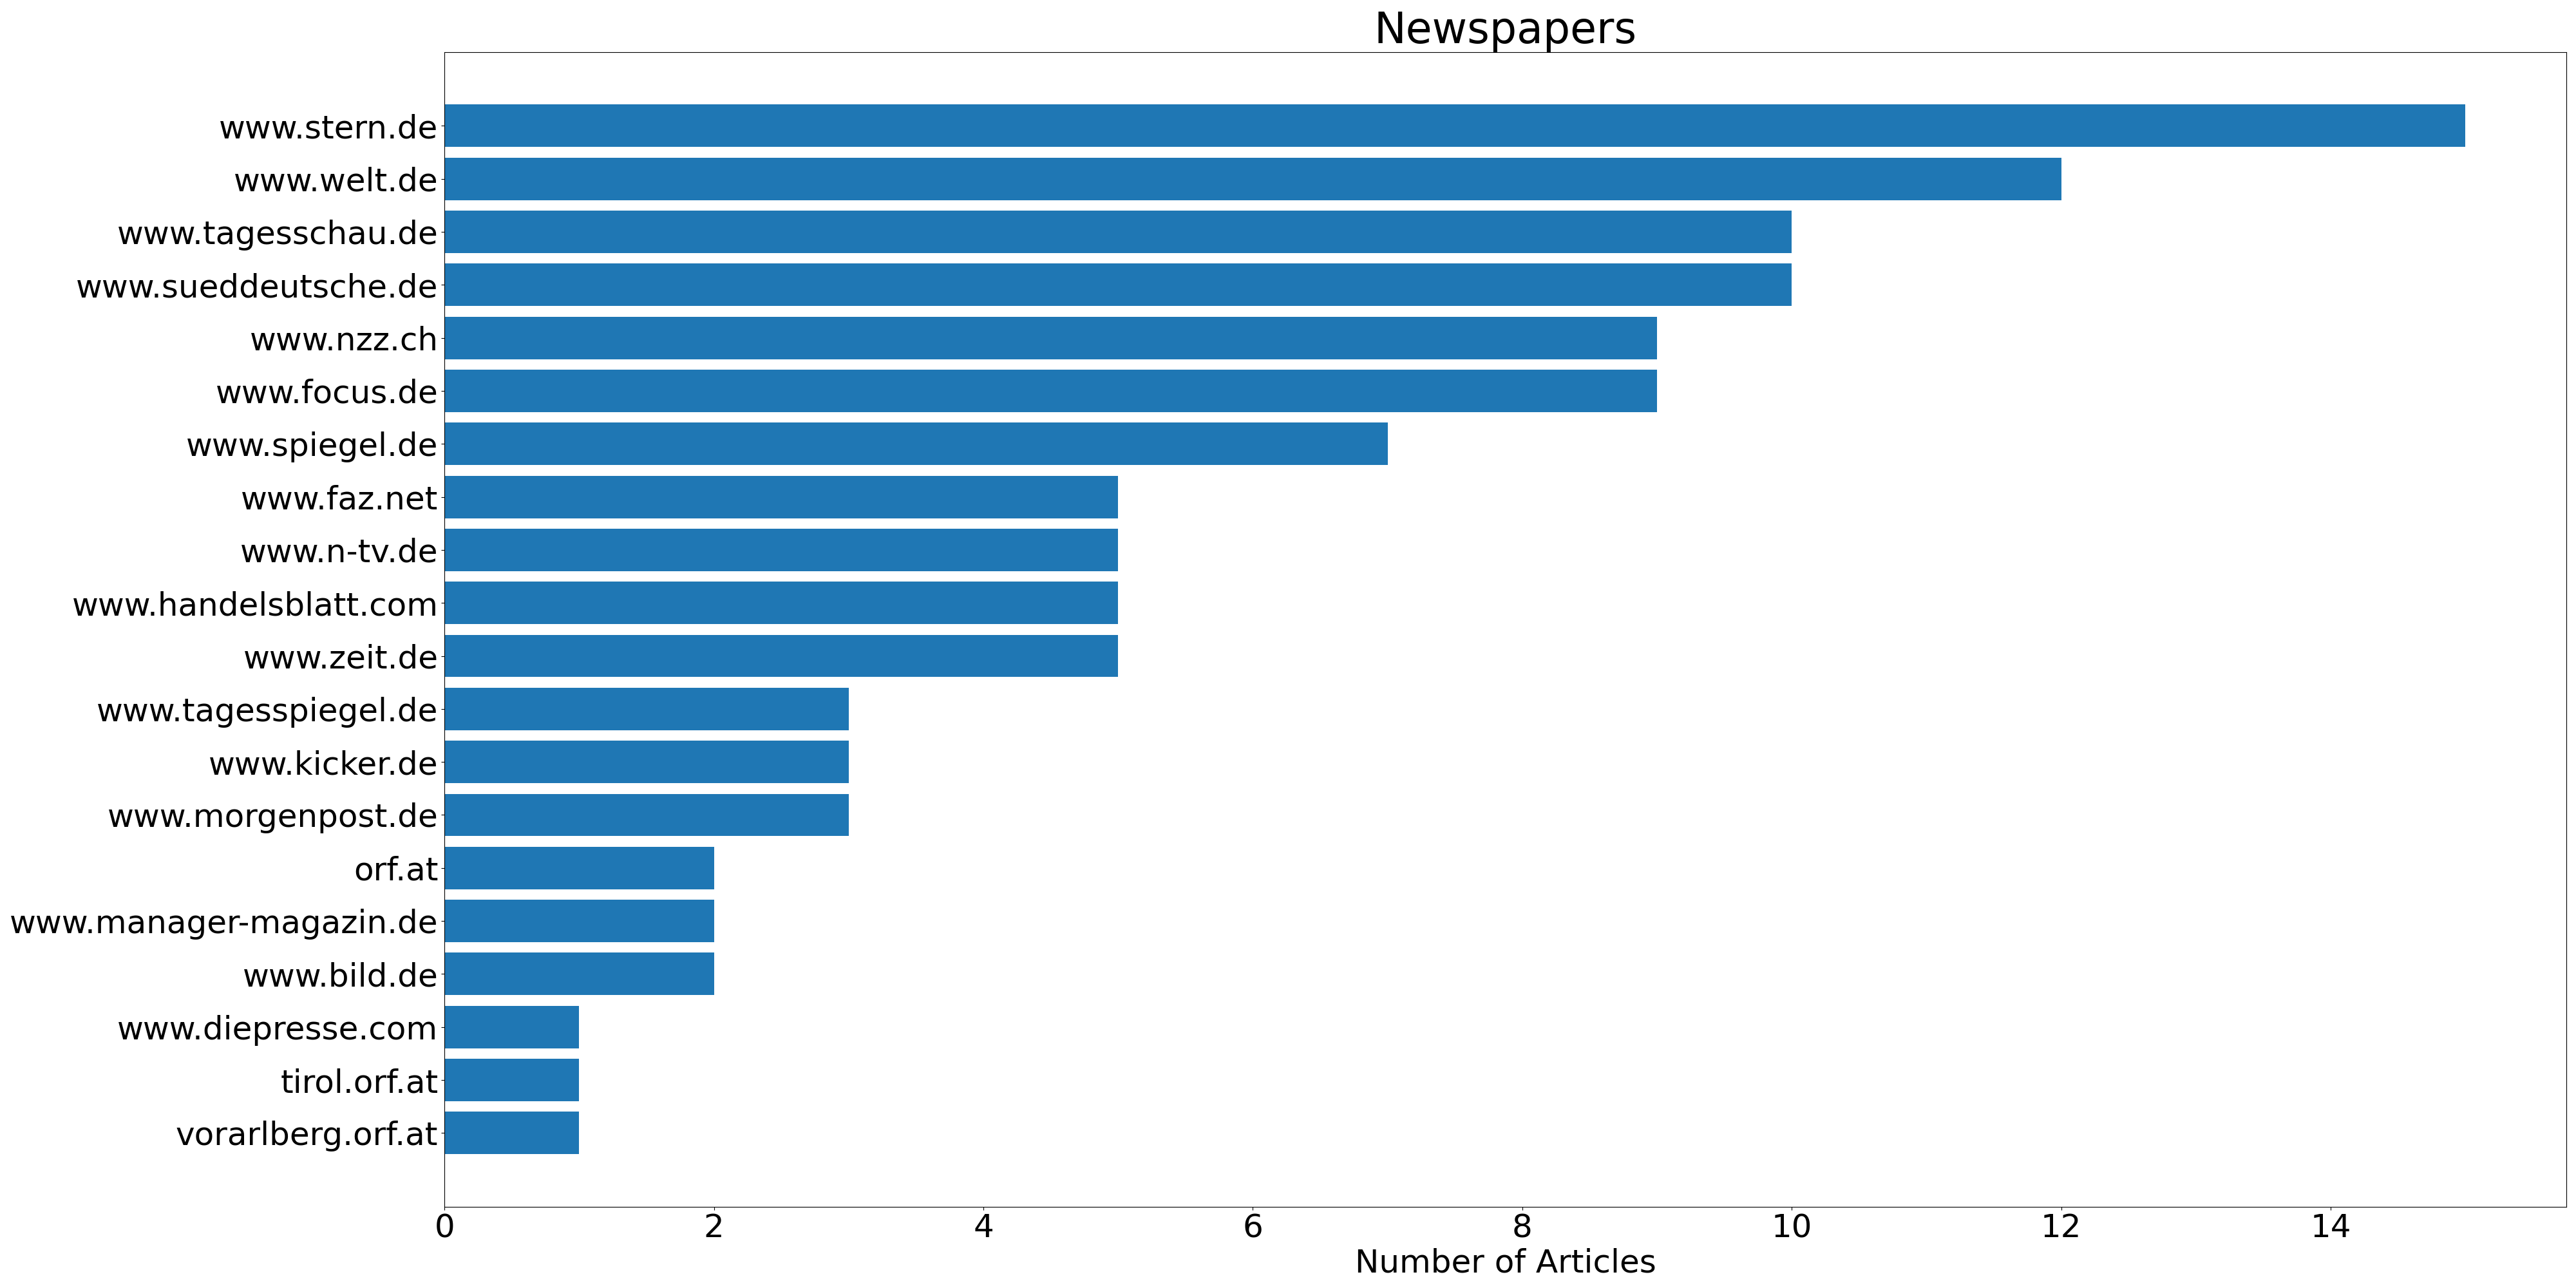 Newspapers
www.stern.de
www.welt.de
www.tagesschau.de
www.sueddeutsche.de
www.nzz.ch
www.focus.de
www.spiegel.de
www.faz.net
www.n-tv.de
www.handelsblatt.com
www.zeit.de
www.tagesspiegel.de
www.kicker.de
www.morgenpost.de
orf.at
www.manager-magazin.de
www.bild.de
www.diepresse.com
tirol.orf.at
vorarlberg.orf.at
0 2 4 6 8 10 12 14
Number of Articles